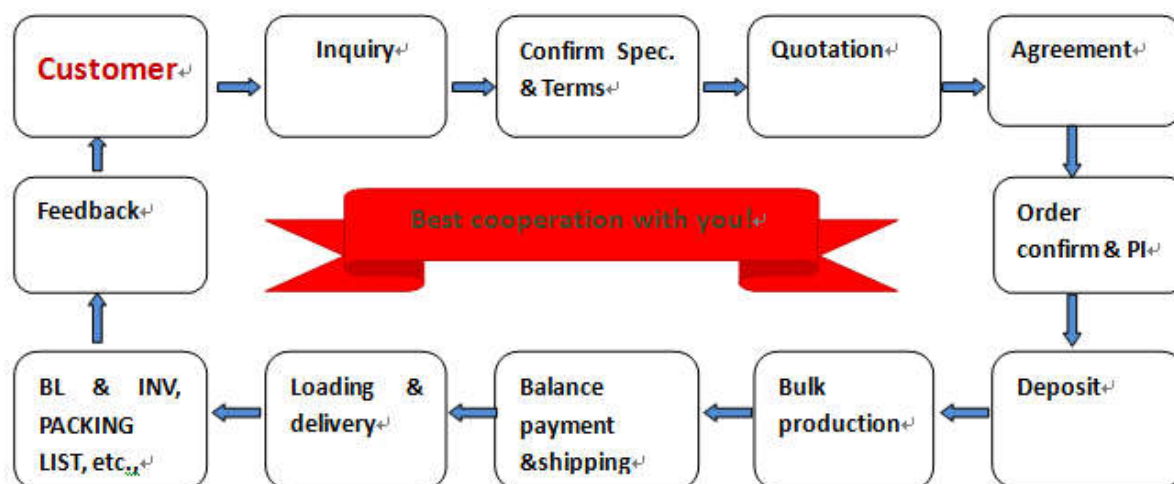 Customer
Inquiry
Confirm Spec.
& Terms
Quotation
Agreement
Feedback
Best cooperation with you!
Order
confirm & PI
BL & INV,
PACKING
LIST, etc.,
Loading &
delivery
Balance
payment
&shipping
Bulk
production
Deposit